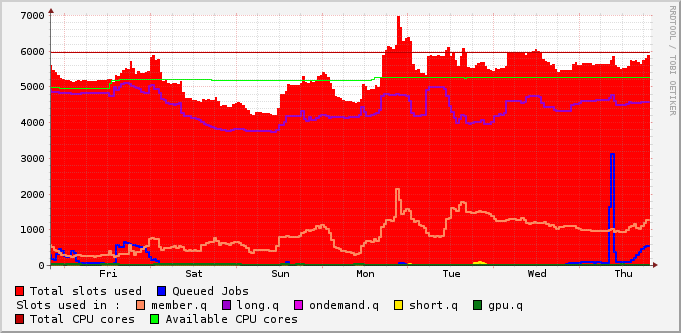 7000
6000
5000
4000
3000
2000
1000
0
Fri Sat Sun Mon Tue Wed Thu
RRDTOOL / TOBI OETIKER
Total slots used Queued Jobs
Slots used in : member.q long.q ondemand.q short.q gpu.q
Total CPU cores Available CPU cores